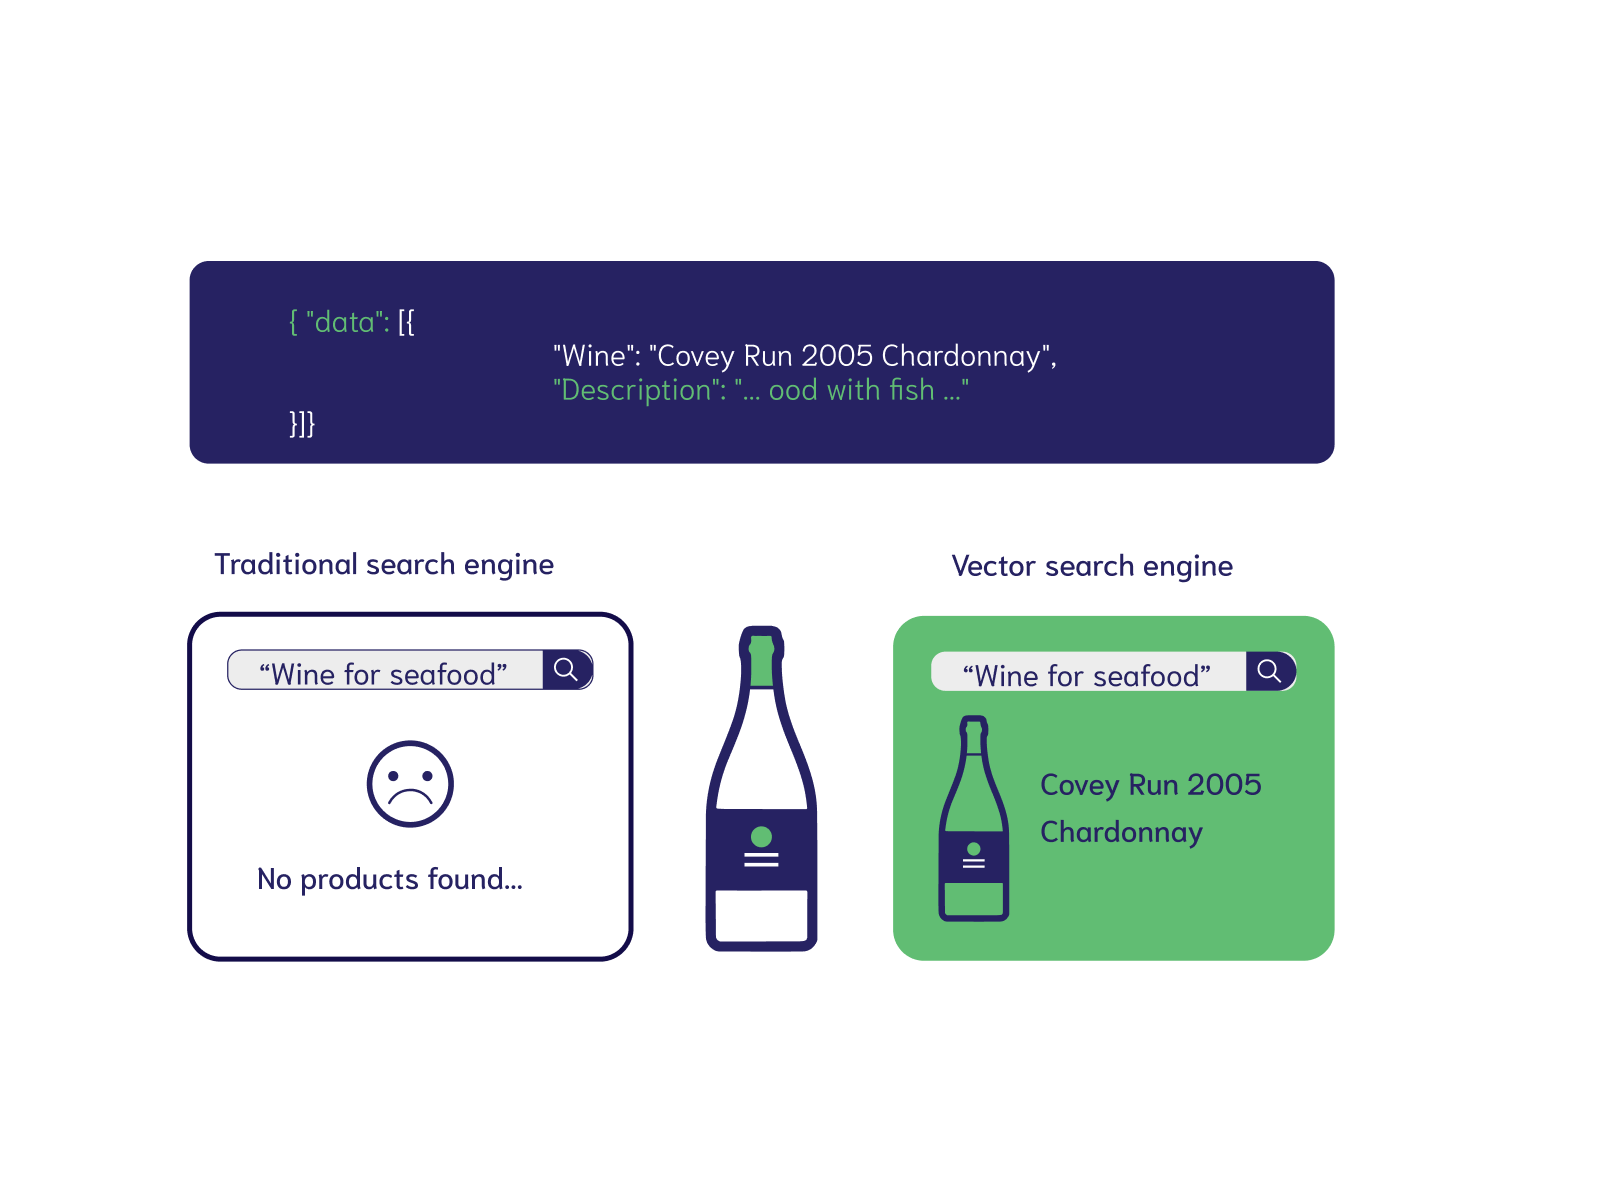 { "data": [{
"Wine": "Covey Run 2005 Chardonnay",
"Description": "... ood with fish ..."
}]}
Traditional search engine
“Wine for seafood”
No products found...
Vector search engine
“Wine for seafood”
Covey Run 2005
Chardonnay